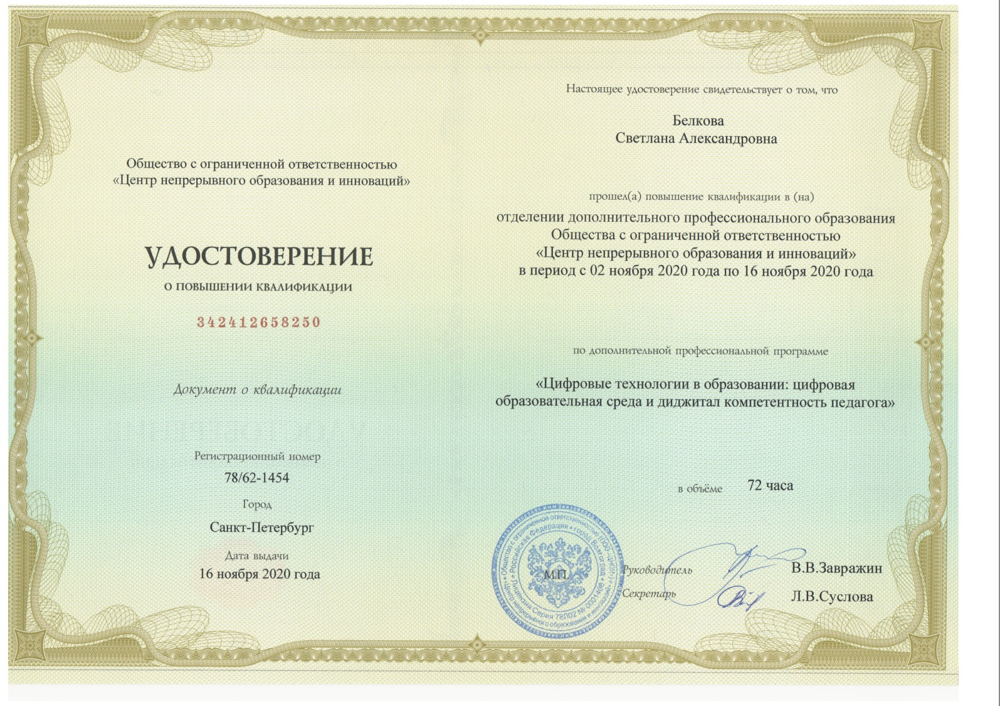 Общество с ограниченной ответственностью
«Центр непрерывного образования и инноваций»
УДОСТОВЕРЕНИЕ
О ПОВЫШЕНИИ КВАЛИФИКАЦИИ
342412658250
Документ о квалификации
Регистрационный номер
78/62-1454
Город
Санкт-Петербург
Дата выдачи
16 ноября 2020 года
Настоящее удостоверение свидетельствует о том, что
Белкова
Светлана Александровна
прошел(а) повышение квалификации в (на)
отделении дополнительного профессионального образования
Общества с ограниченной ответственностью
«Центр непрерывного образования и инноваций»
в период с 02 ноября 2020 года по 16 ноября 2020 года
по дополнительной профессиональной программе
«Цифровые технологии в образовании: цифровая
образовательная среда и диджитал компетентность педагога»
в объёме 72 часа
Общество с ограниченной ответственностью (ООО «ЦНОИ»)
«Центр непрерывного образования и инноваций»
Российская Федерация • город Волгоград
Лицензия Серия 78Л02 № 0001408
М.П.
Руководитель В.В.Завражин
Секретарь Л.В.Суслова